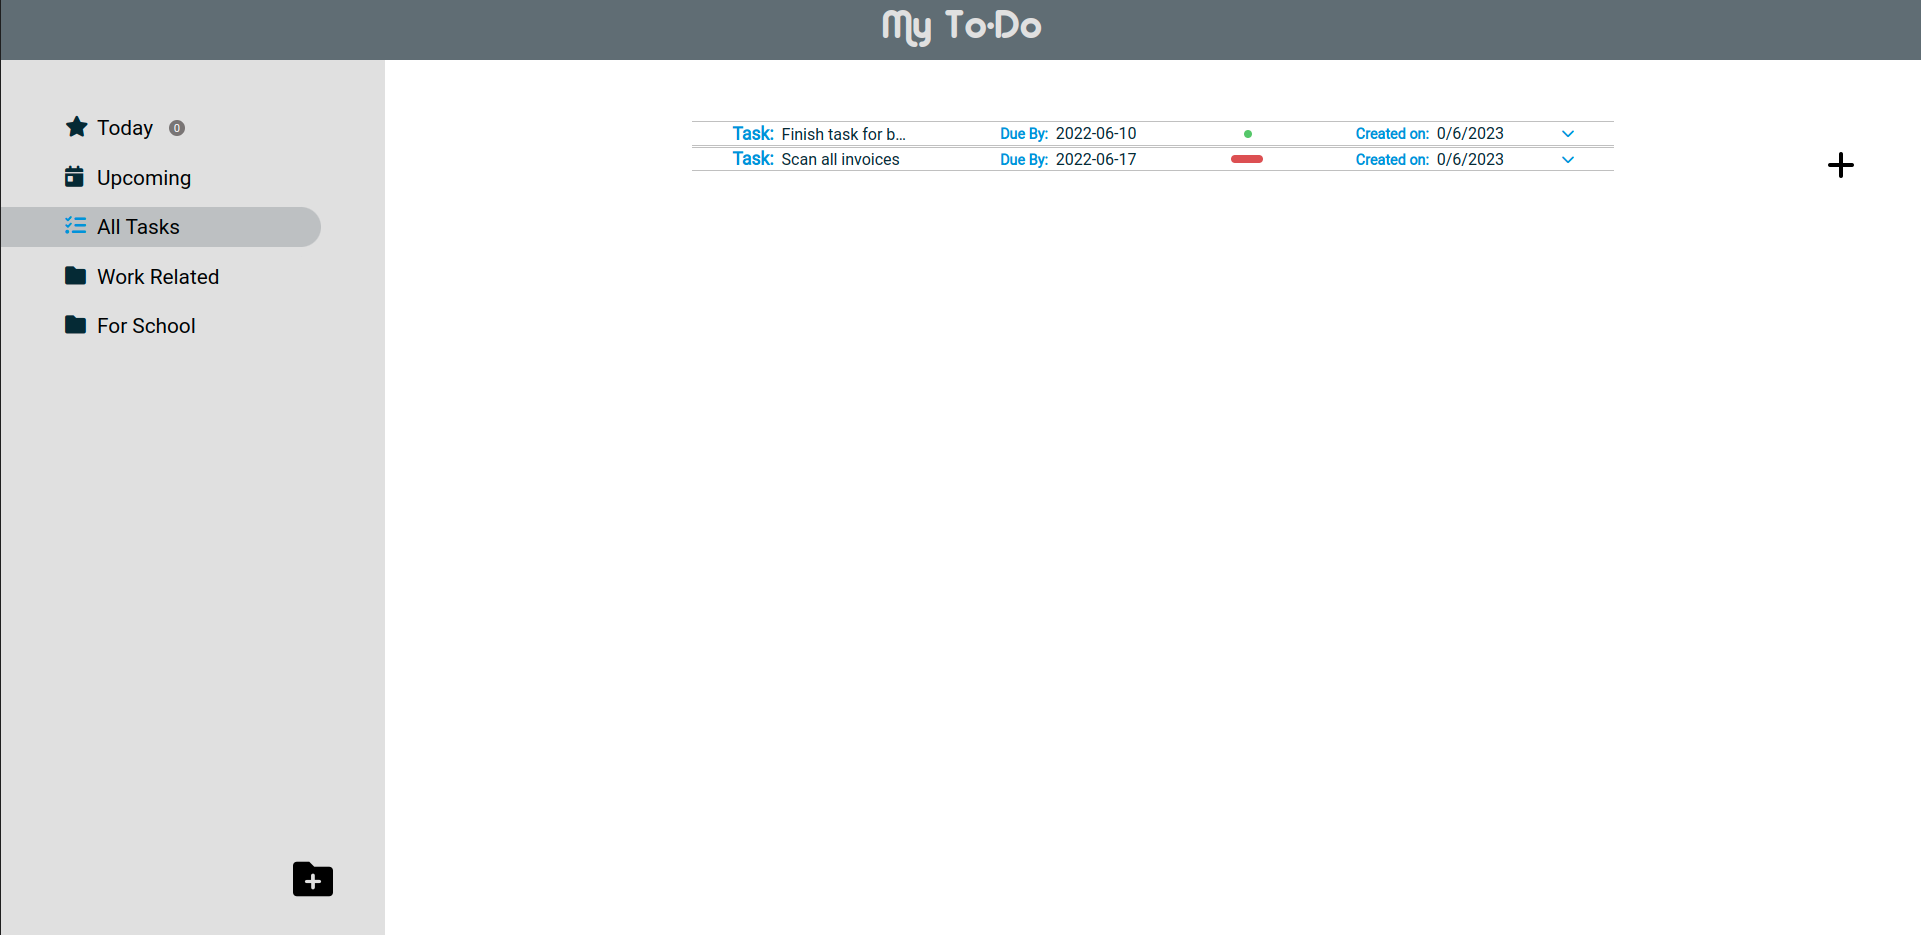 My To·Do
Today 0
Upcoming
All Tasks
Work Related
For School
Task: Finish task for b... Due By: 2022-06-10 Created on: 0/6/2023
Task: Scan all invoices Due By: 2022-06-17 Created on: 0/6/2023